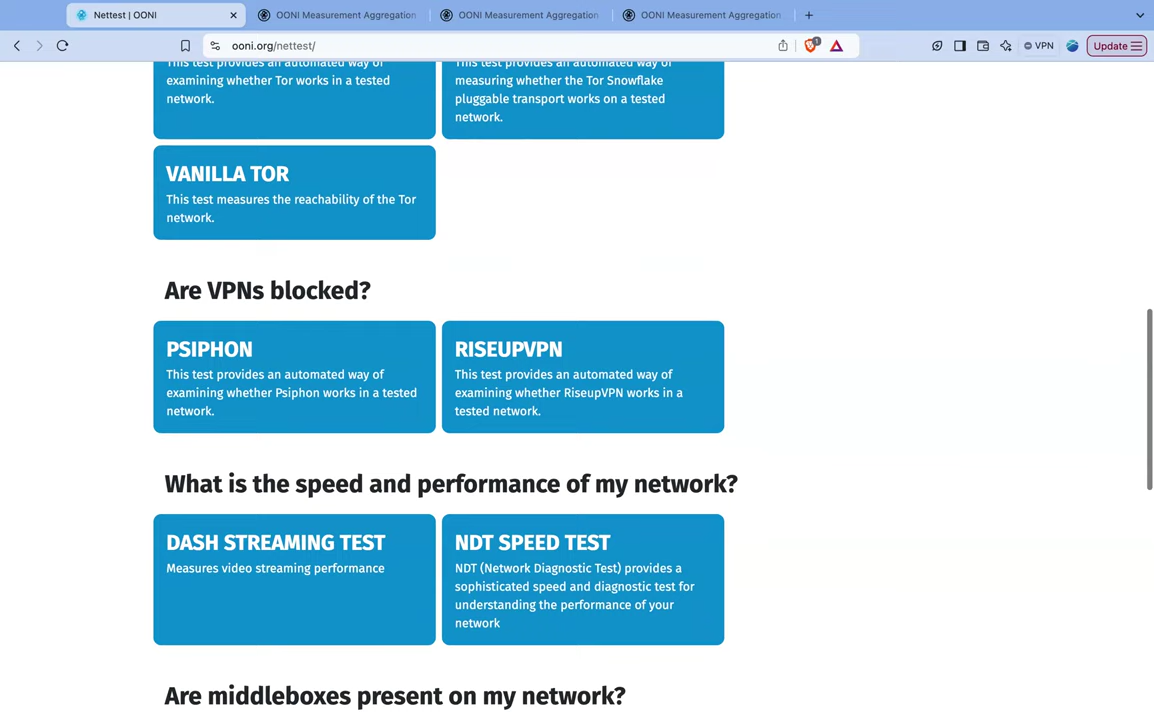 Nettest | OONI
OONI Measurement Aggregation
OONI Measurement Aggregation
OONI Measurement Aggregation
ooni.org/nettest/
1
VPN
Update
This test provides an automated way of
examining whether Tor works in a tested
network.
This test provides an automated way of
measuring whether the Tor Snowflake
pluggable transport works on a tested
network.
VANILLA TOR
This test measures the reachability of the Tor
network.
Are VPNs blocked?
PSIPHON
This test provides an automated way of
examining whether Psiphon works in a tested
network.
RISEUPVPN
This test provides an automated way of
examining whether RiseupVPN works in a
tested network.
What is the speed and performance of my network?
DASH STREAMING TEST
Measures video streaming performance
NDT SPEED TEST
NDT (Network Diagnostic Test) provides a
sophisticated speed and diagnostic test for
understanding the performance of your
network
Are middleboxes present on my network?